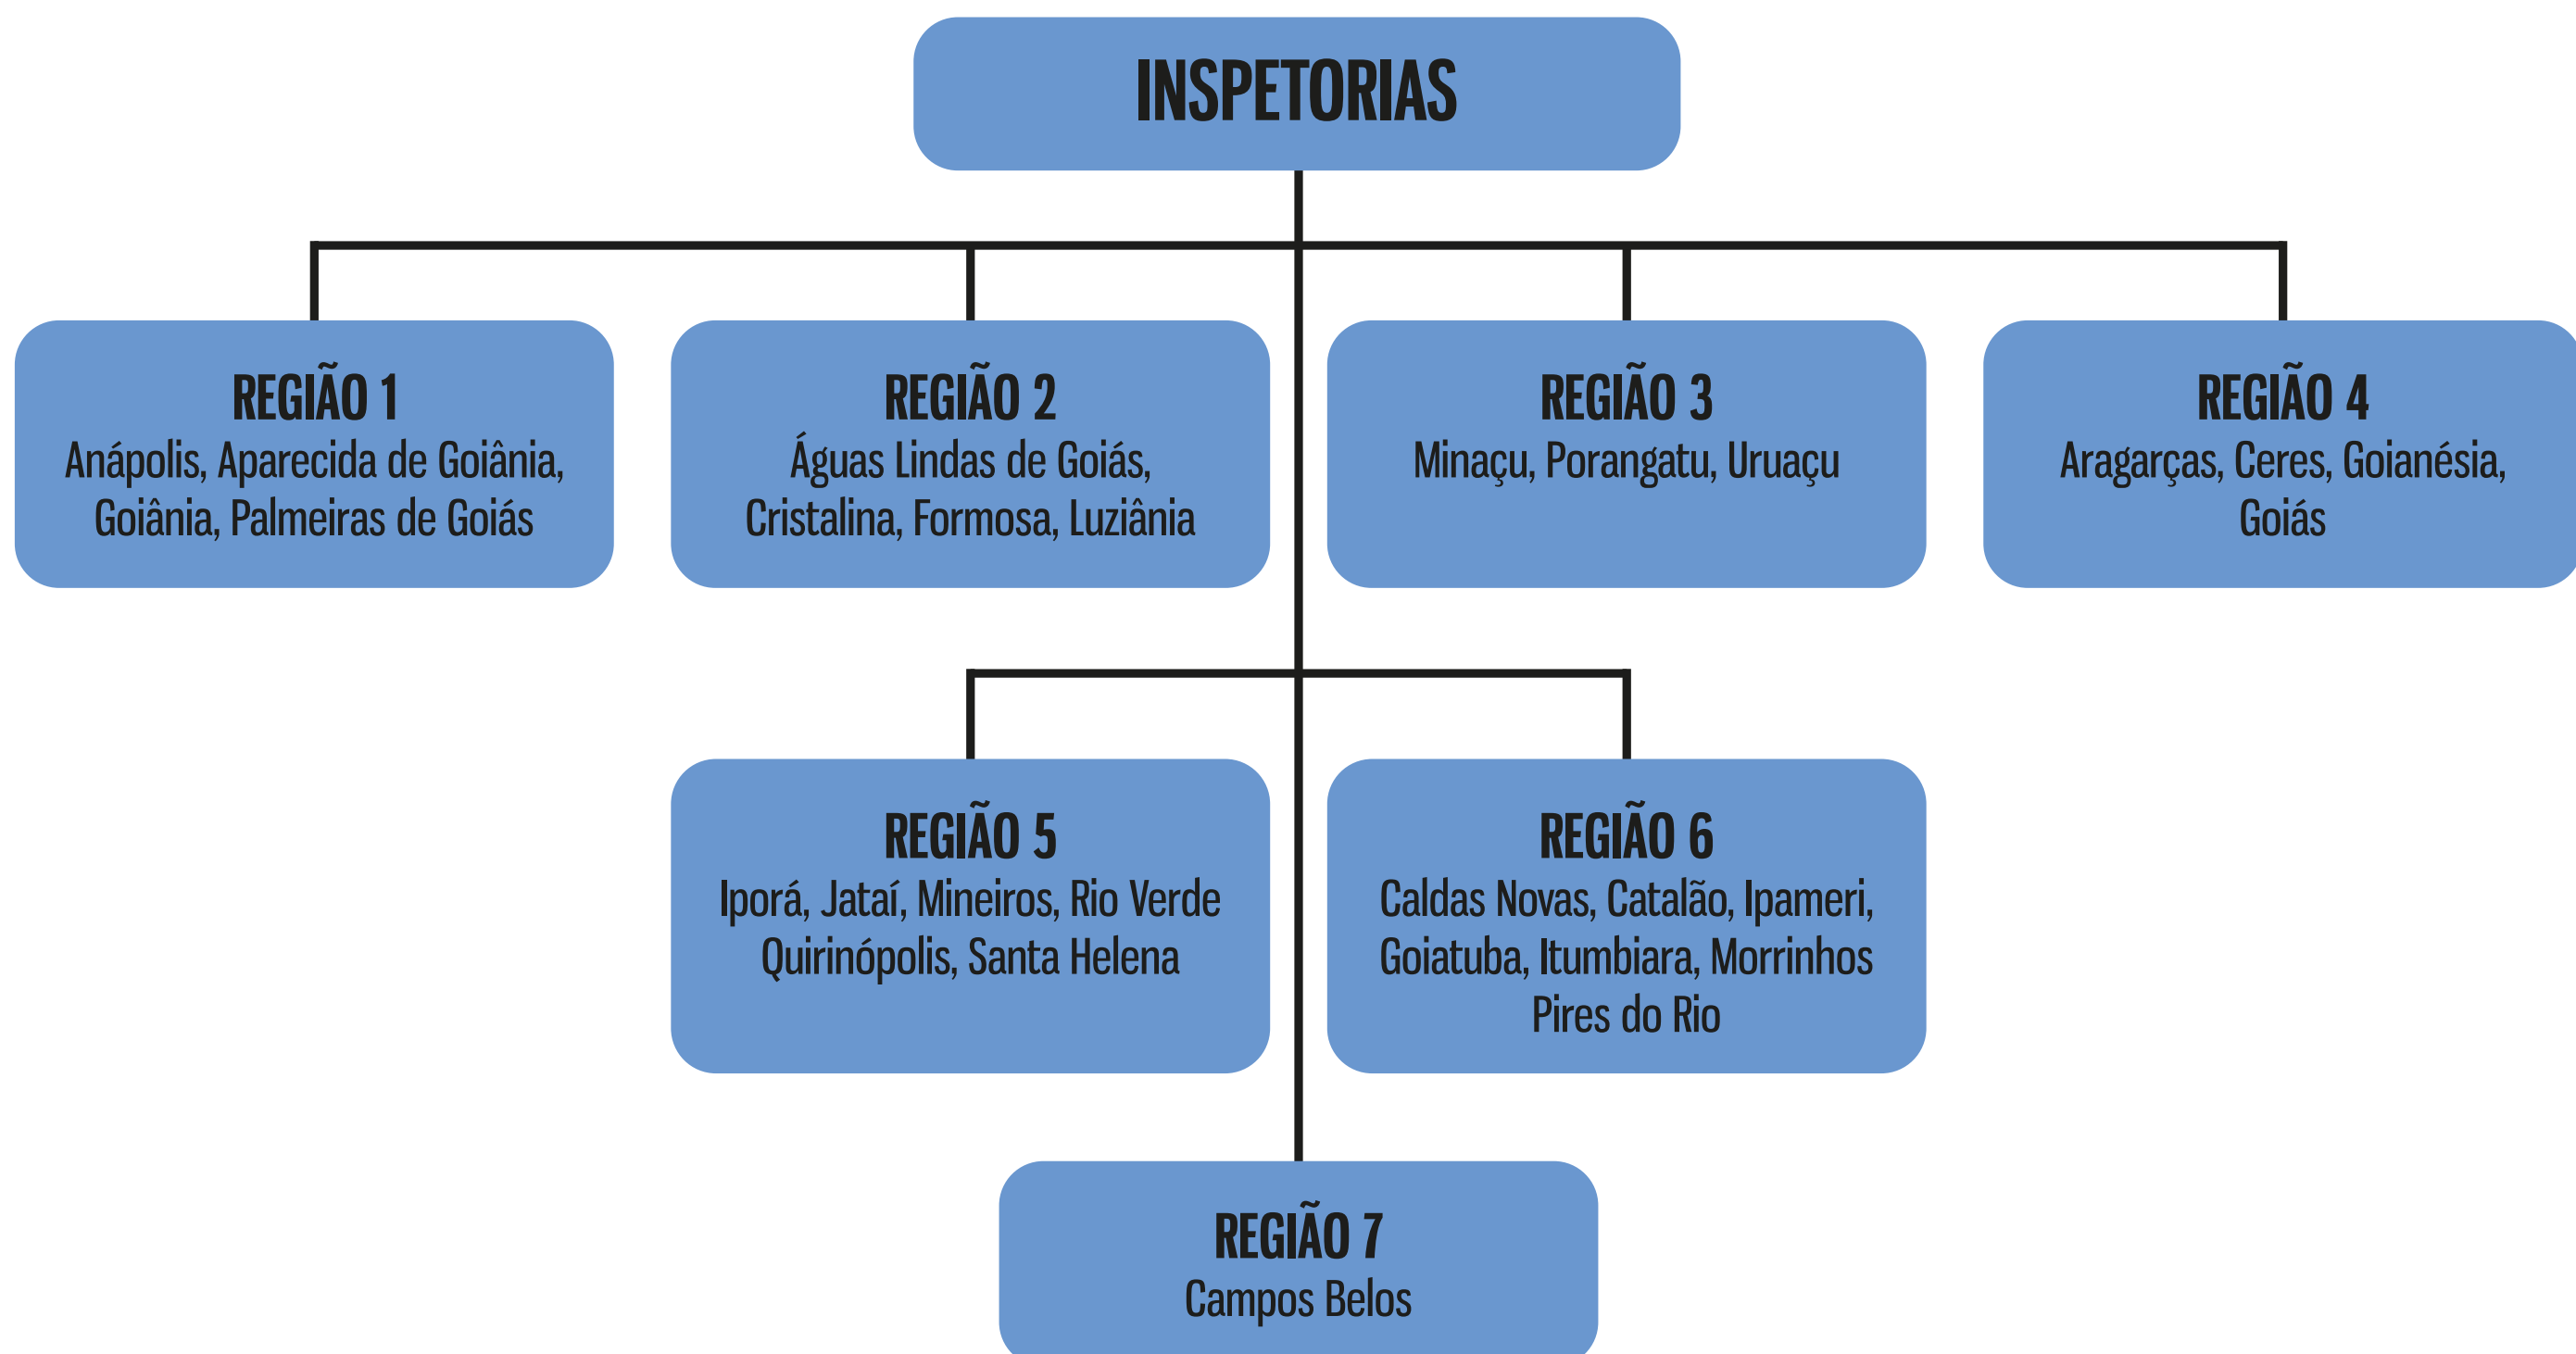 INSPETORIAS
REGIÃO 1
Anápolis, Aparecida de Goiânia,
Goiânia, Palmeiras de Goiás
REGIÃO 2
Águas Lindas de Goiás,
Cristalina, Formosa, Luziânia
REGIÃO 3
Minaçu, Porangatu, Uruaçu
REGIÃO 4
Aragarças, Ceres, Goianésia,
Goiás
REGIÃO 5
Iporá, Jataí, Mineiros, Rio Verde
Quirinópolis, Santa Helena
REGIÃO 6
Caldas Novas, Catalão, Ipameri,
Goiatuba, Itumbiara, Morrinhos
Pires do Rio
REGIÃO 7
Campos Belos